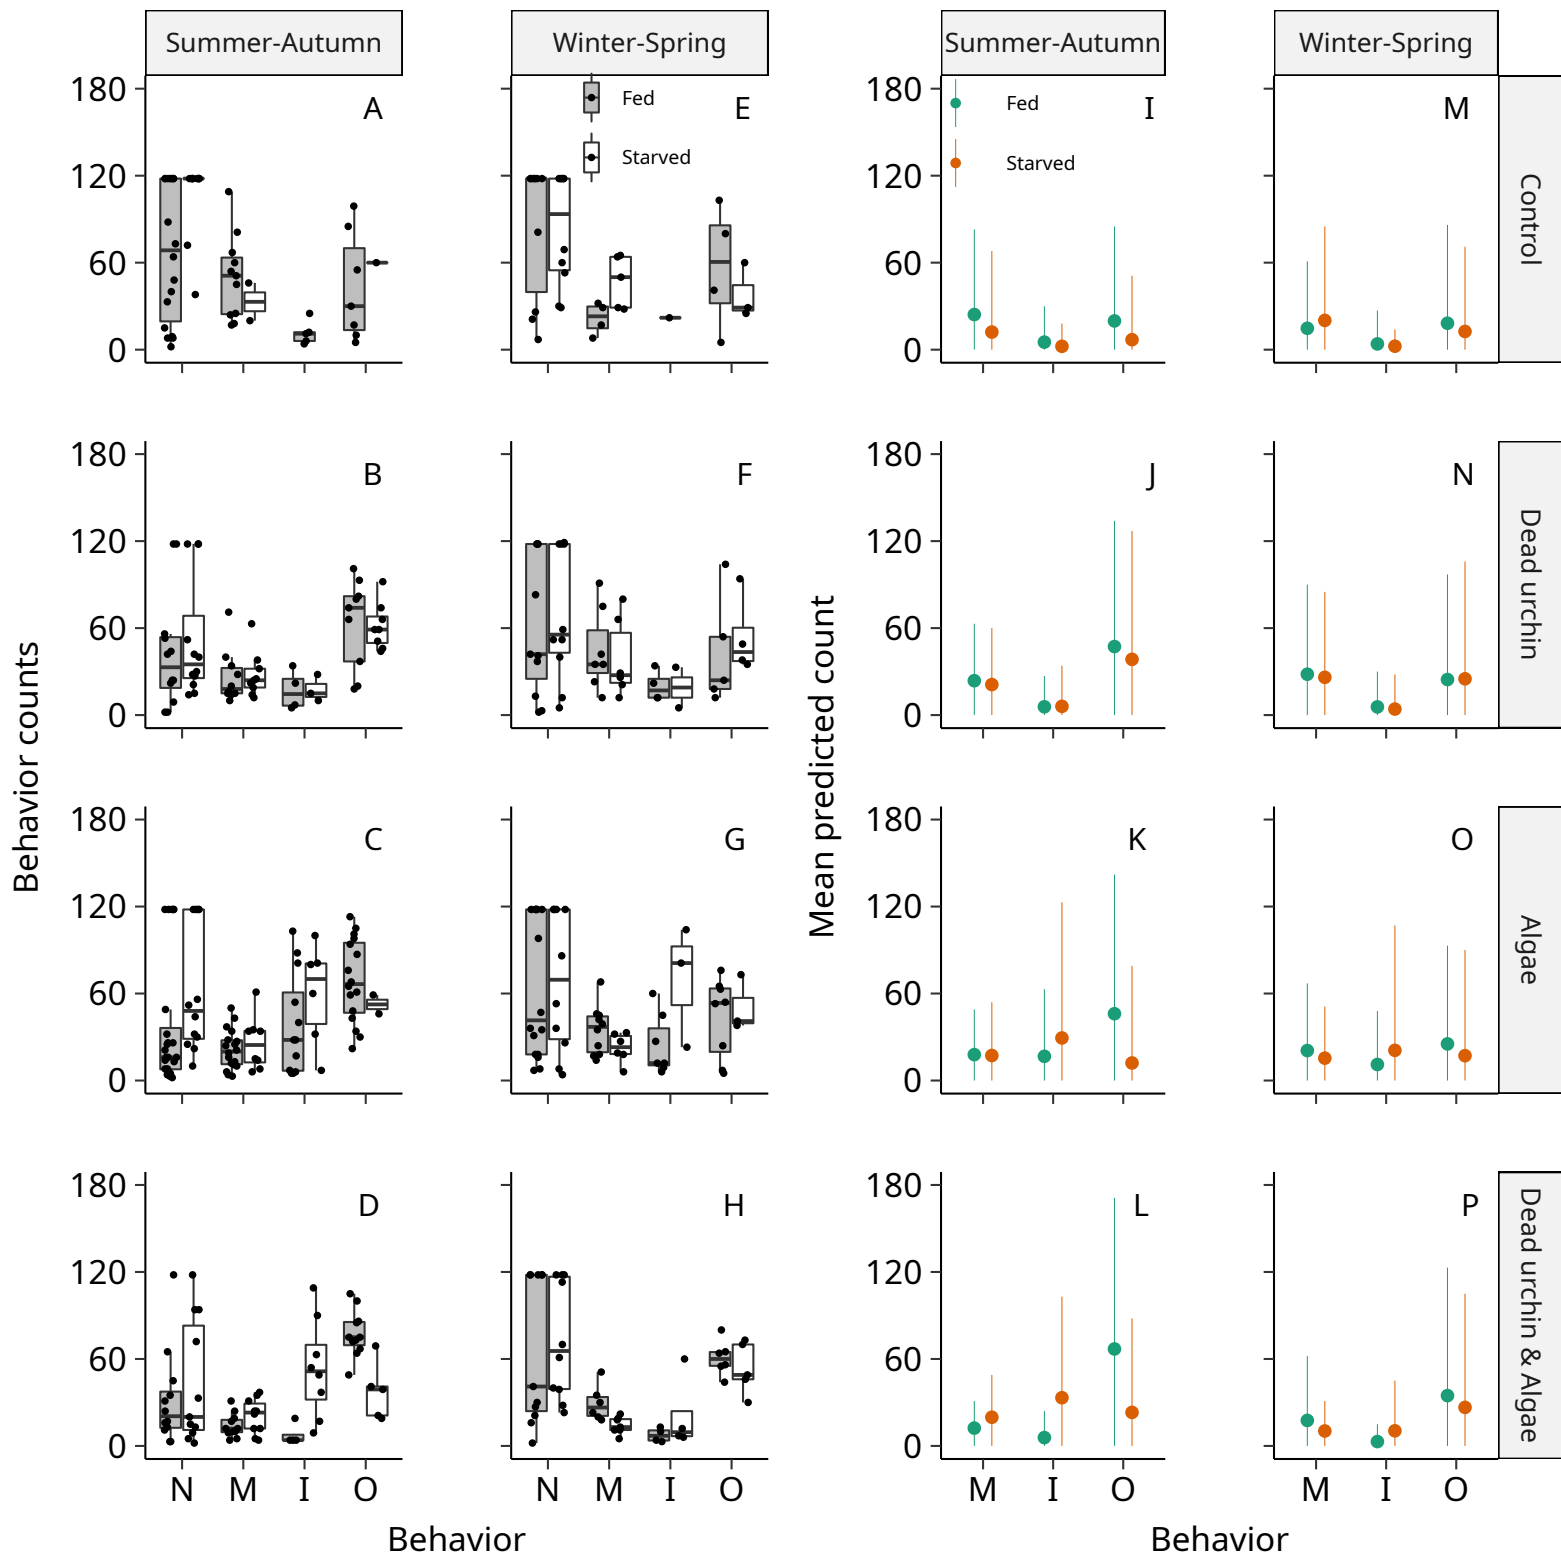 Summer-Autumn
Winter-Spring
Summer-Autumn
Winter-Spring
180
120
60
0
A
E
Fed
Starved
I
Fed
Starved
180
120
60
0
M
Control
180
120
60
0
B
F
J
180
120
60
0
N
Dead urchin
Behavior counts
Mean predicted count
180
120
60
0
C
G
K
180
120
60
0
O
Algae
180
120
60
0
D
H
L
180
120
60
0
P
Dead urchin & Algae
N M I O
N M I O
M I O
M I O
Behavior
Behavior